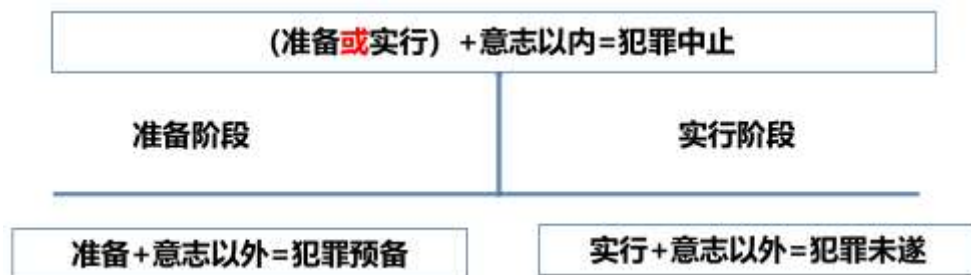 (准备或实行) +意志以内=犯罪中止
准备阶段
实行阶段
准备+意志以外=犯罪预备
实行+意志以外=犯罪未遂